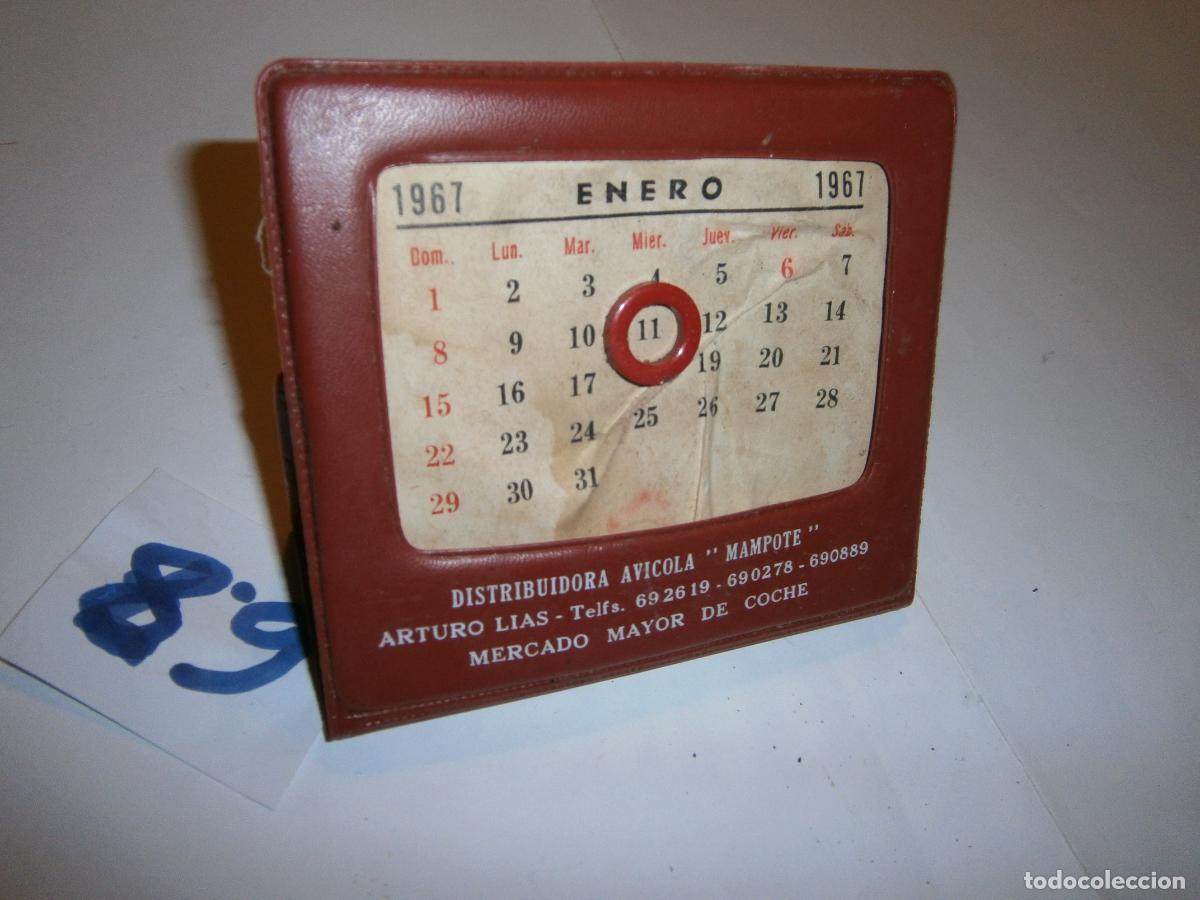 1967 ENERO 1967
Dom. Lun. Mar. Mier. Juev. Vier. Sab.
1 2 3 4 5 6 7
8 9 10 11 12 13 14
15 16 17 19 20 21
22 23 24 25 26 27 28
29 30 31
DISTRIBUIDORA AVICOLA " MAMPOTE "
ARTURO LIAS - Telfs. 692619 - 690278 - 690889
MERCADO MAYOR DE COCHE
todocoleccion